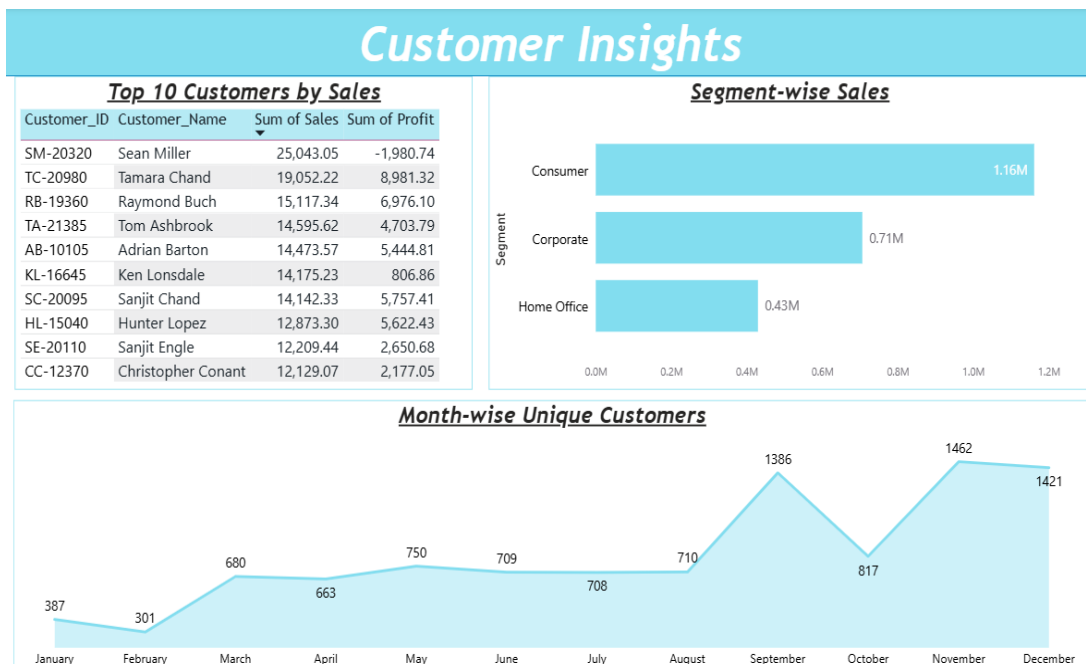 Customer Insights
Top 10 Customers by Sales
Customer_ID Customer_Name Sum of Sales Sum of Profit
SM-20320 Sean Miller 25,043.05 -1,980.74
TC-20980 Tamara Chand 19,052.22 8,981.32
RB-19360 Raymond Buch 15,117.34 6,976.10
TA-21385 Tom Ashbrook 14,595.62 4,703.79
AB-10105 Adrian Barton 14,473.57 5,444.81
KL-16645 Ken Lonsdale 14,175.23 806.86
SC-20095 Sanjit Chand 14,142.33 5,757.41
HL-15040 Hunter Lopez 12,873.30 5,622.43
SE-20110 Sanjit Engle 12,209.44 2,650.68
CC-12370 Christopher Conant 12,129.07 2,177.05
Segment-wise Sales
Segment
Consumer 1.16M
Corporate 0.71M
Home Office 0.43M
0.0M 0.2M 0.4M 0.6M 0.8M 1.0M 1.2M
Month-wise Unique Customers
387 301 680 663 750 709 708 710 1386 817 1462 1421
January February March April May June July August September October November December